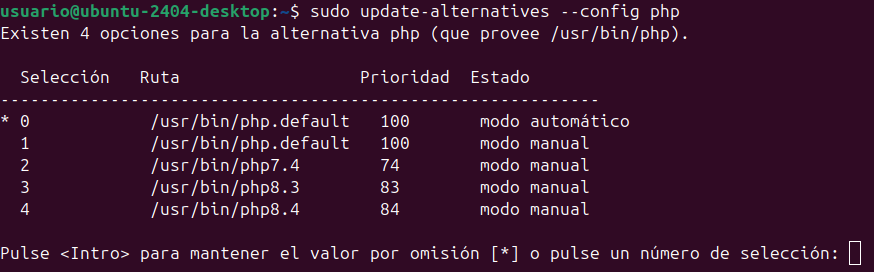 usuario@ubuntu-2404-desktop:~$ sudo update-alternatives --config php
Existen 4 opciones para la alternativa php (que provee /usr/bin/php).

  Selección   Ruta                  Prioridad  Estado
------------------------------------------------------------
* 0            /usr/bin/php.default   100       modo automático
  1            /usr/bin/php.default   100       modo manual
  2            /usr/bin/php7.4        74        modo manual
  3            /usr/bin/php8.3        83        modo manual
  4            /usr/bin/php8.4        84        modo manual

Pulse <Intro> para mantener el valor por omisión [*] o pulse un número de selección: